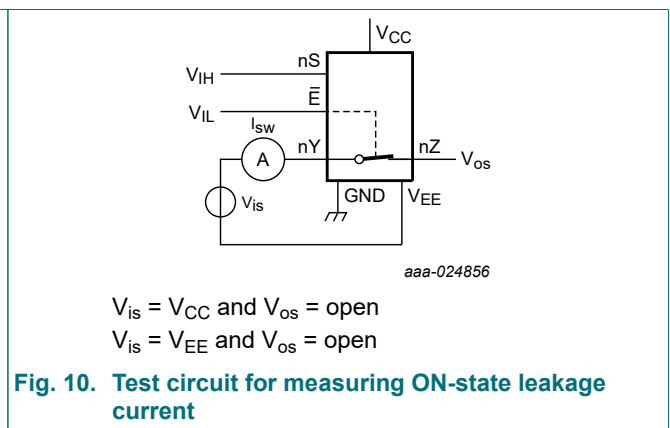 VCC
nS
VIH
Ē
VIL
Isw
nY
nZ
A
Vos
Vis
GND
VEE
aaa-024856
Vis = VCC and Vos = open
Vis = VEE and Vos = open
Fig. 10. Test circuit for measuring ON-state leakage
current